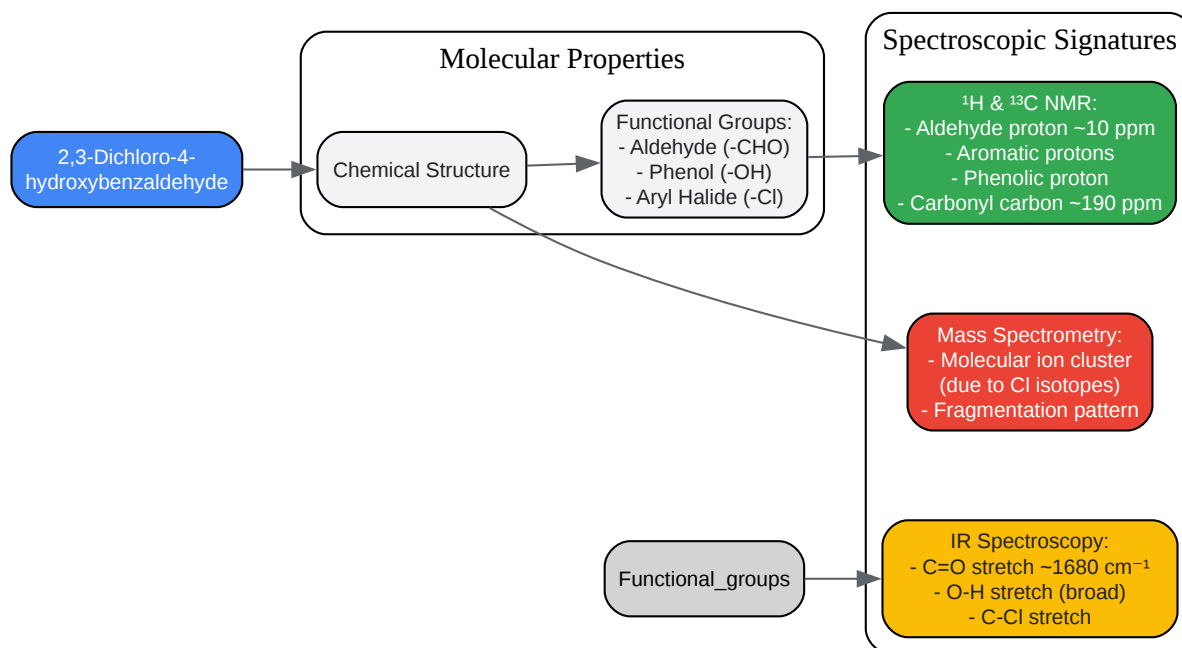 Molecular Properties
Spectroscopic Signatures
2,3-Dichloro-4-
hydroxybenzaldehyde
Chemical Structure
Functional Groups:
- Aldehyde (-CHO)
- Phenol (-OH)
- Aryl Halide (-Cl)
¹H & ¹³C NMR:
- Aldehyde proton ~10 ppm
- Aromatic protons
- Phenolic proton
- Carbonyl carbon ~190 ppm
Mass Spectrometry:
- Molecular ion cluster
(due to Cl isotopes)
- Fragmentation pattern
Functional_groups
IR Spectroscopy:
- C=O stretch ~1680 cm⁻¹
- O-H stretch (broad)
- C-Cl stretch